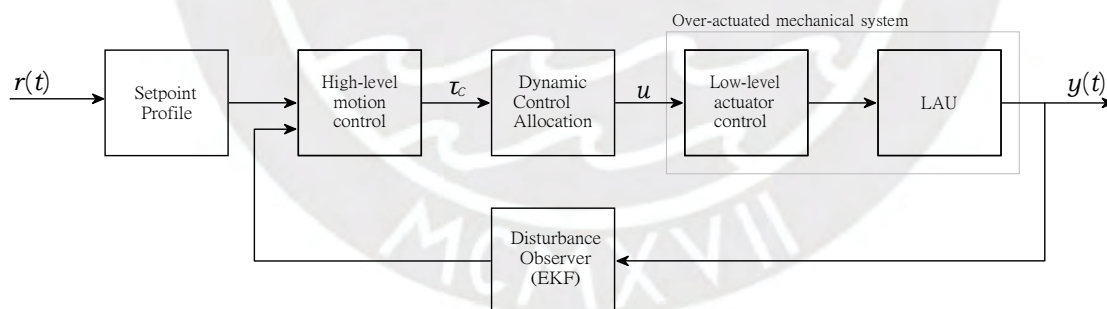 Over-actuated mechanical system
r(t)
Setpoint
Profile
High-level
motion
control
τc
Dynamic
Control
Allocation
u
Low-level
actuator
control
LAU
y(t)
Disturbance
Observer
(EKF)
MCMXVII